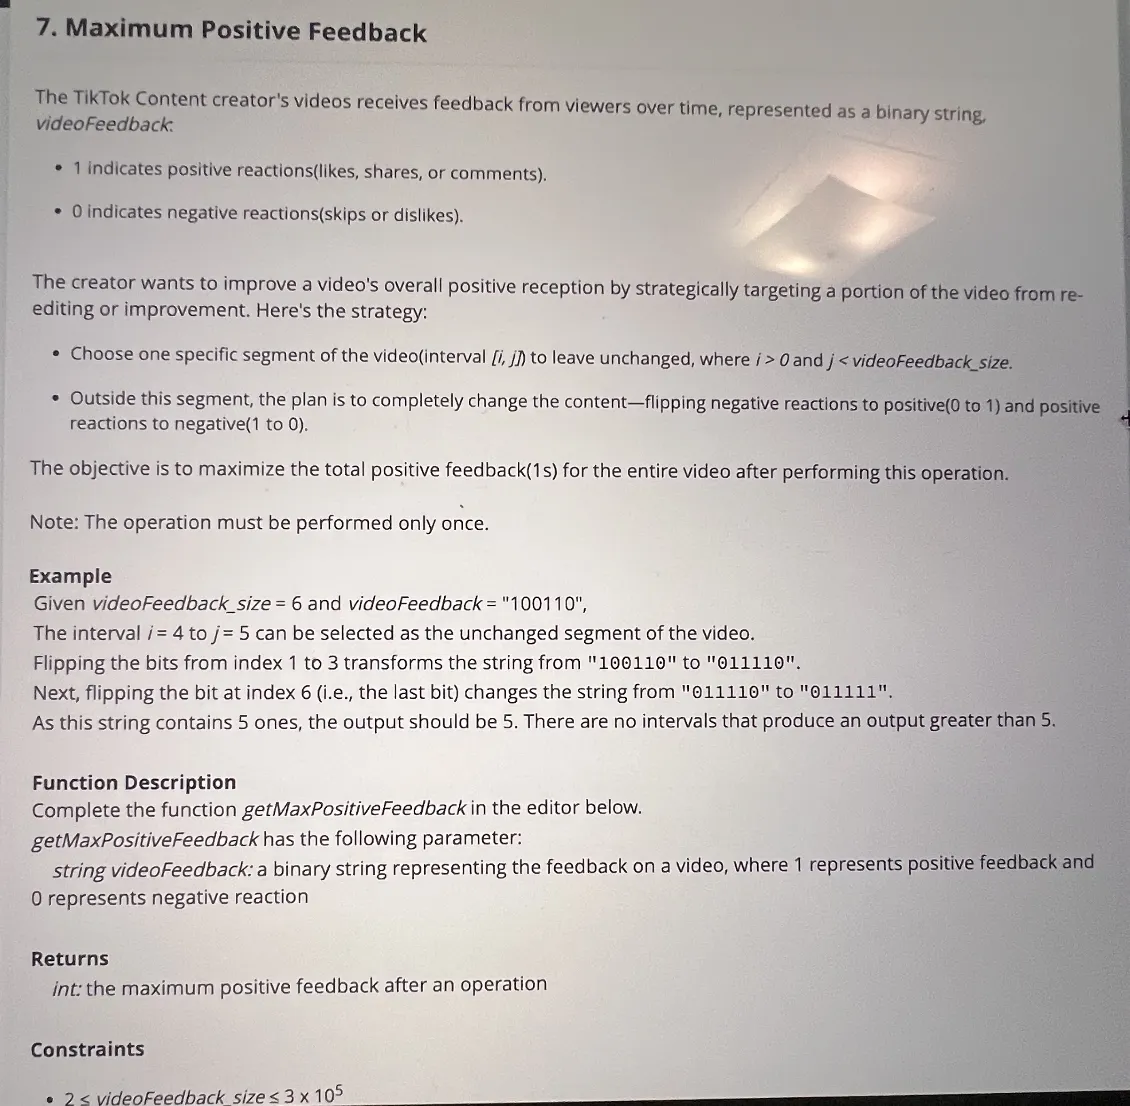 7. Maximum Positive Feedback
The TikTok Content creator's videos receives feedback from viewers over time, represented as a binary string,
videoFeedback:
• 1 indicates positive reactions(likes, shares, or comments).
• 0 indicates negative reactions(skips or dislikes).
The creator wants to improve a video's overall positive reception by strategically targeting a portion of the video from re-
editing or improvement. Here's the strategy:
• Choose one specific segment of the video(interval [i, j]) to leave unchanged, where i > 0 and j < videoFeedback_size.
• Outside this segment, the plan is to completely change the content—flipping negative reactions to positive(0 to 1) and positive
reactions to negative(1 to 0).
The objective is to maximize the total positive feedback(1s) for the entire video after performing this operation.
Note: The operation must be performed only once.
Example
Given videoFeedback_size = 6 and videoFeedback = "100110",
The interval i = 4 to j = 5 can be selected as the unchanged segment of the video.
Flipping the bits from index 1 to 3 transforms the string from "100110" to "011110".
Next, flipping the bit at index 6 (i.e., the last bit) changes the string from "011110" to "011111".
As this string contains 5 ones, the output should be 5. There are no intervals that produce an output greater than 5.
Function Description
Complete the function getMaxPositiveFeedback in the editor below.
getMaxPositiveFeedback has the following parameter:
string videoFeedback: a binary string representing the feedback on a video, where 1 represents positive feedback and
0 represents negative reaction
Returns
int: the maximum positive feedback after an operation
Constraints
• 2 ≤ videoFeedback_size ≤ 3 x 10⁵